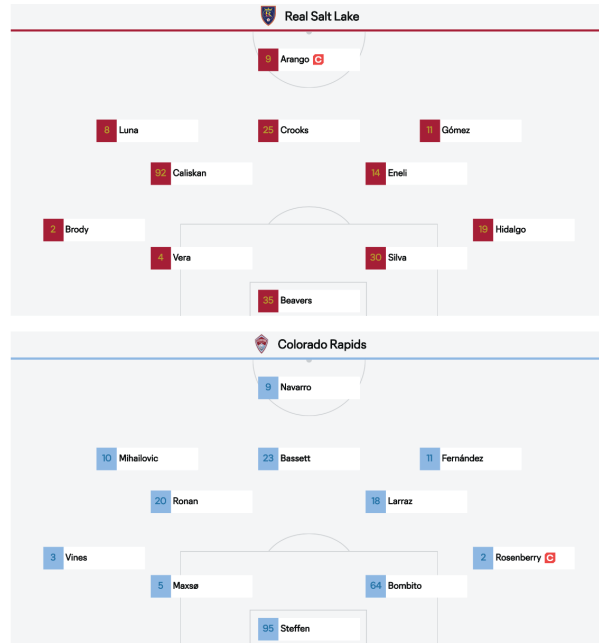 Real Salt Lake
9 Arango C
8 Luna 25 Crooks 11 Gómez
92 Caliskan 14 Eneli
2 Brody 19 Hidalgo
4 Vera 30 Silva
35 Beavers
Colorado Rapids
9 Navarro
10 Mihailovic 23 Bassett 11 Fernández
20 Ronan 18 Larraz
3 Vines 2 Rosenberry C
5 Maxsø 64 Bombito
95 Steffen